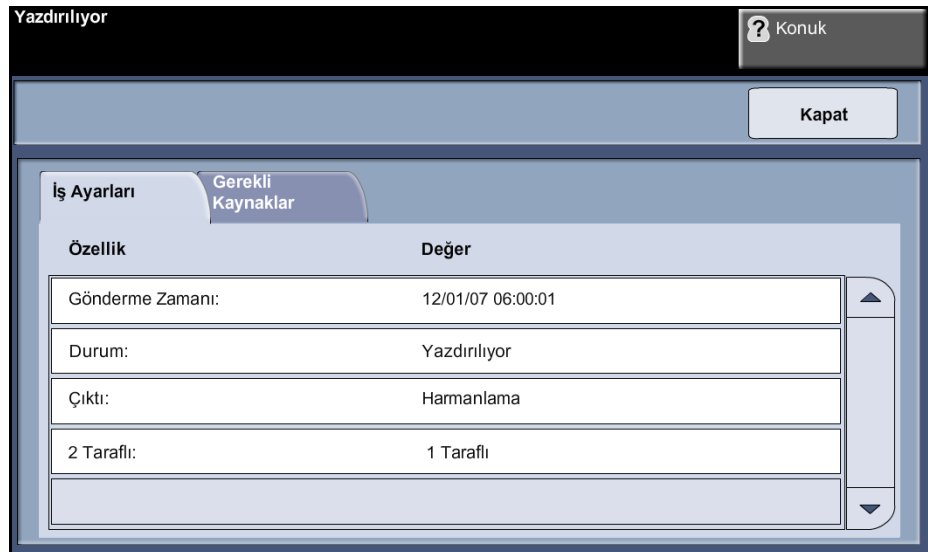 Yazdırılıyor
? Konuk
Kapat
İş Ayarları
Gerekli
Kaynaklar
Özellik Değer
Gönderme Zamanı: 12/01/07 06:00:01
Durum: Yazdırılıyor
Çıktı: Harmanlama
2 Taraflı: 1 Taraflı